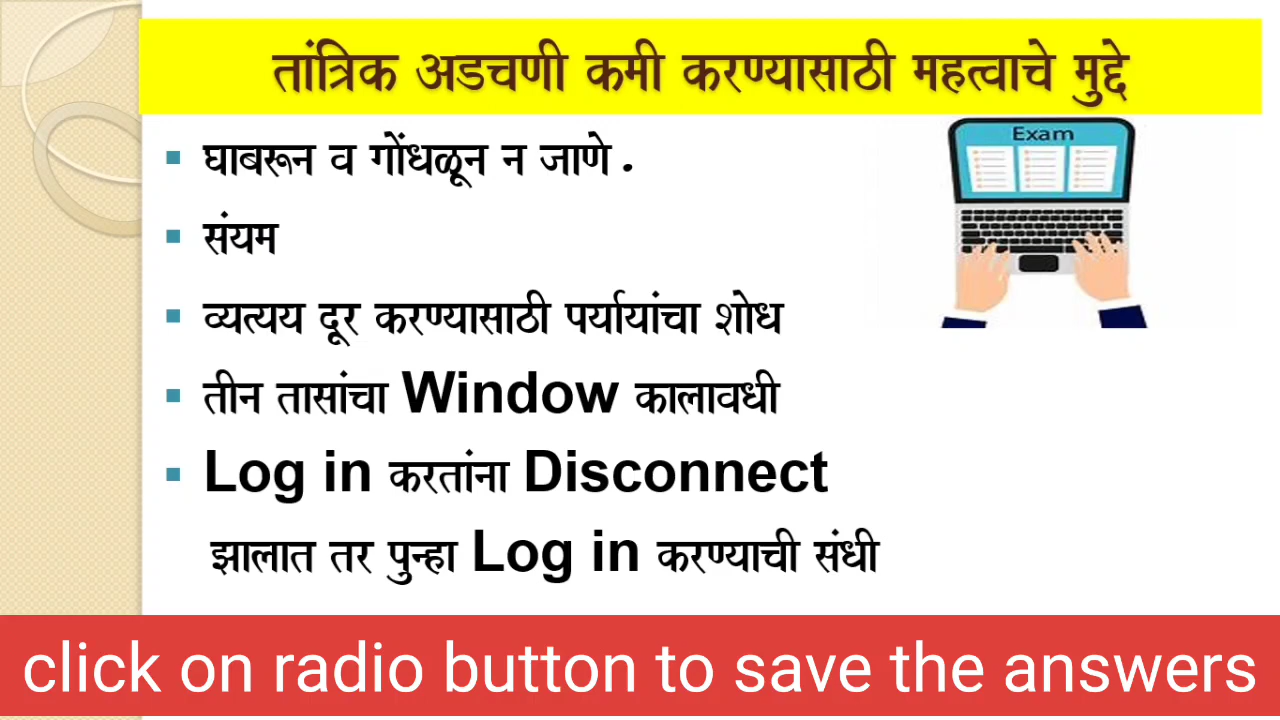 तांत्रिक अडचणी कमी करण्यासाठी महत्वाचे मुद्दे
Exam
▪ घाबरून व गोंधळून न जाणे.
▪ संयम
▪ व्यत्यय दूर करण्यासाठी पर्यायांचा शोध
▪ तीन तासांचा Window कालावधी
▪ Log in करतांना Disconnect
झालात तर पुन्हा Log in करण्याची संधी
click on radio button to save the answers